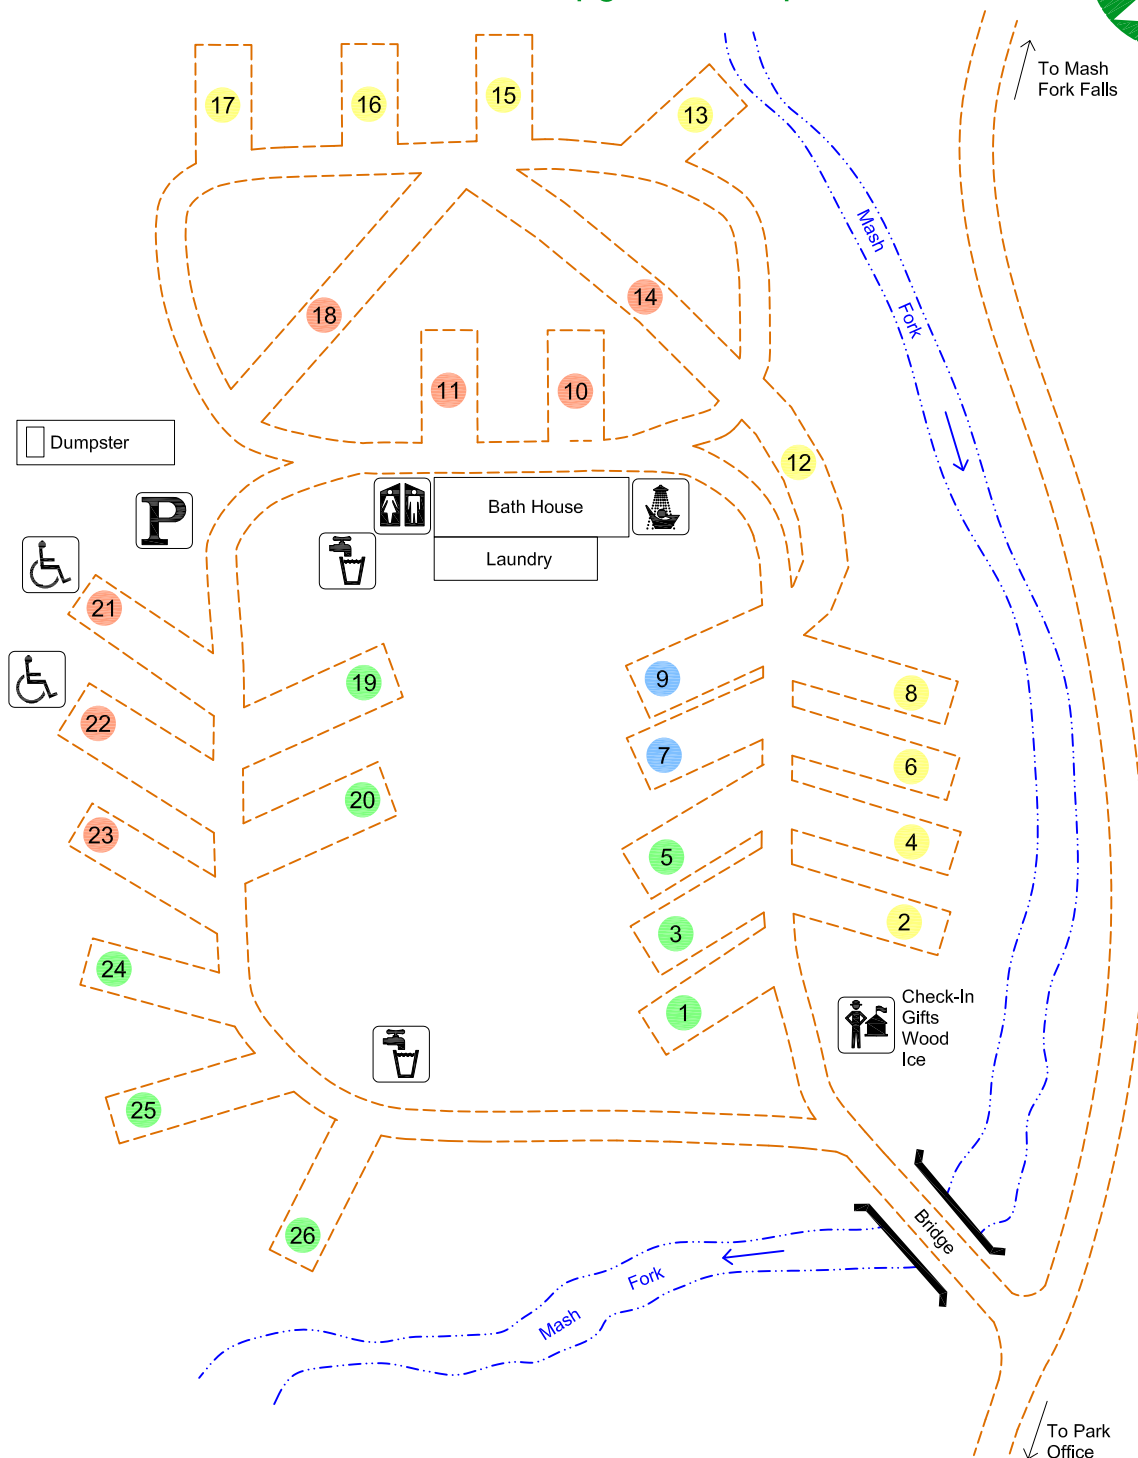 To Mash
Fork Falls
17
16
15
13
Mash
Fork
18
14
11
10
12
Dumpster
P
Bath House
Laundry
21
19
9
8
22
7
6
20
23
5
4
3
2
24
1
Check-In
Gifts
Wood
Ice
25
26
Bridge
Fork
Mash
To Park
Office